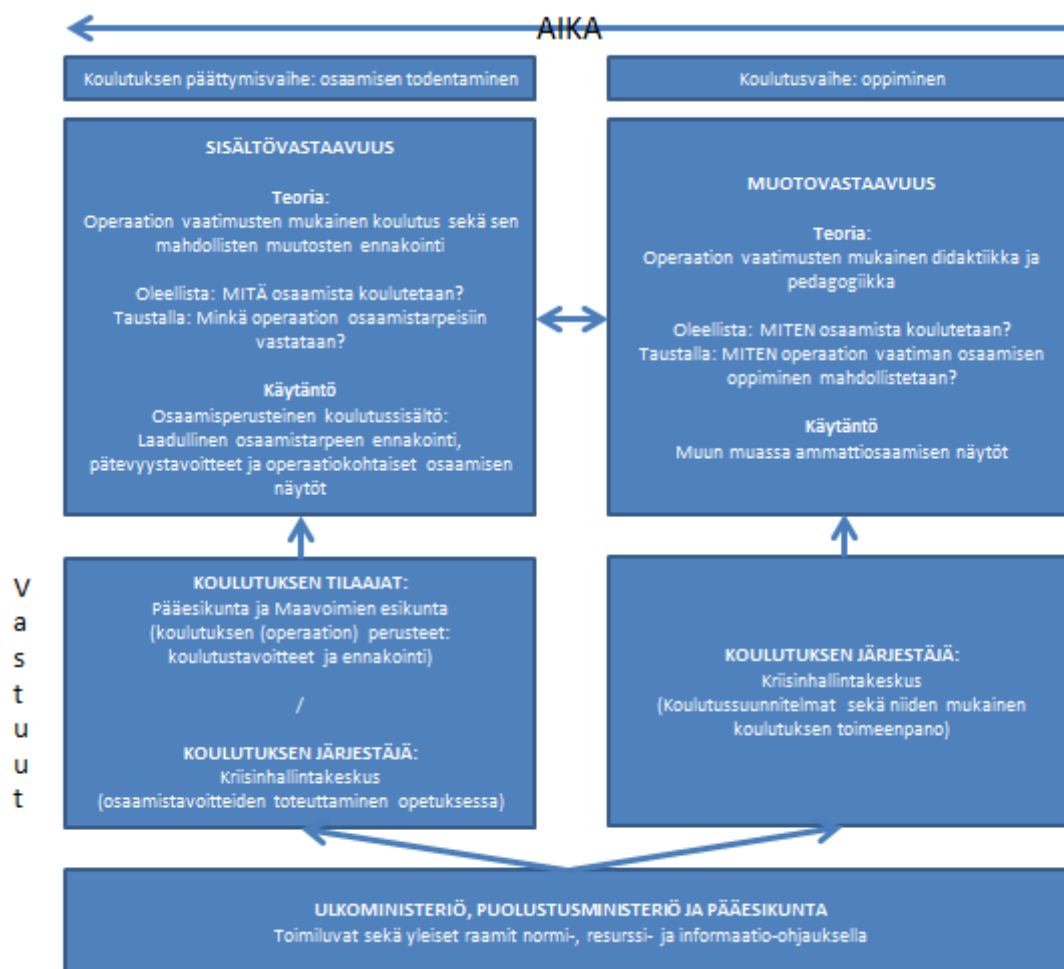 AIKA
Koulutuksen päättymisvaihe: osaamisen todentaminen
Koulutusvaihe: oppiminen
SISÄLTÖVASTAAVUUS
Teoria:
Operaation vaatimusten mukainen koulutus sekä sen
mahdollisten muutosten ennakointi
Oleellista: MITÄ osaamista koulutetaan?
Taustalla: Minkä operaation osaamistarpeisiin
vastataan?
Käytäntö
Osaamisperusteinen koulutussisältö:
Laadullinen osaamistarpeen ennakointi,
pätevyystavoitteet ja operaatiokohtaiset osaamisen
näytöt
MUOTOVASTAAVUUS
Teoria:
Operaation vaatimusten mukainen didaktiikka ja
pedagogiikka
Oleellista: MITEN osaamista koulutetaan?
Taustalla: MITEN operaation vaatiman osaamisen
oppiminen mahdollistetaan?
Käytäntö
Muun muassa ammattiosaamisen näytöt
Vastuut
KOULUTUKSEN TILAAJAT:
Pääesikunta ja Maavoimien esikunta
(koulutuksen (operaation) perusteet:
koulutustavoitteet ja ennakointi)
/
KOULUTUKSEN JÄRJESTÄJÄ:
Kriisinhallintakeskus
(osaamistavoitteiden toteuttaminen opetuksessa)
KOULUTUKSEN JÄRJESTÄJÄ:
Kriisinhallintakeskus
(Koulutussuunnitelmat sekä niiden mukainen
koulutuksen toimeenpano)
ULKOMINISTERIÖ, PUOLUSTUSMINISTERIÖ JA PÄÄESIKUNTA
Toimiluvat sekä yleiset raamit normi-, resurssi- ja informaatio-ohjauksella